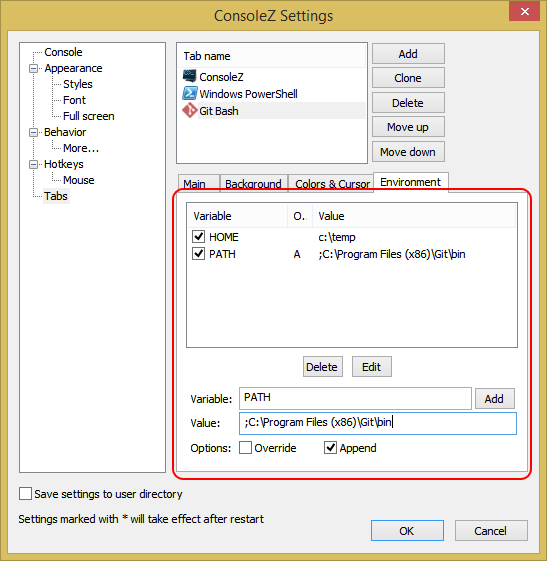 ConsoleZ Settings
Console
Appearance
Styles
Font
Full screen
Behavior
More...
Hotkeys
Mouse
Tabs
Tab name
ConsoleZ
Windows PowerShell
Git Bash
Add
Clone
Delete
Move up
Move down
Main Background Colors & Cursor Environment
Variable O. Value
HOME c:\temp
PATH A ;C:\Program Files (x86)\Git\bin
Delete Edit
Variable: PATH Add
Value: ;C:\Program Files (x86)\Git\bin
Options: Override Append
Save settings to user directory
Settings marked with * will take effect after restart
OK Cancel